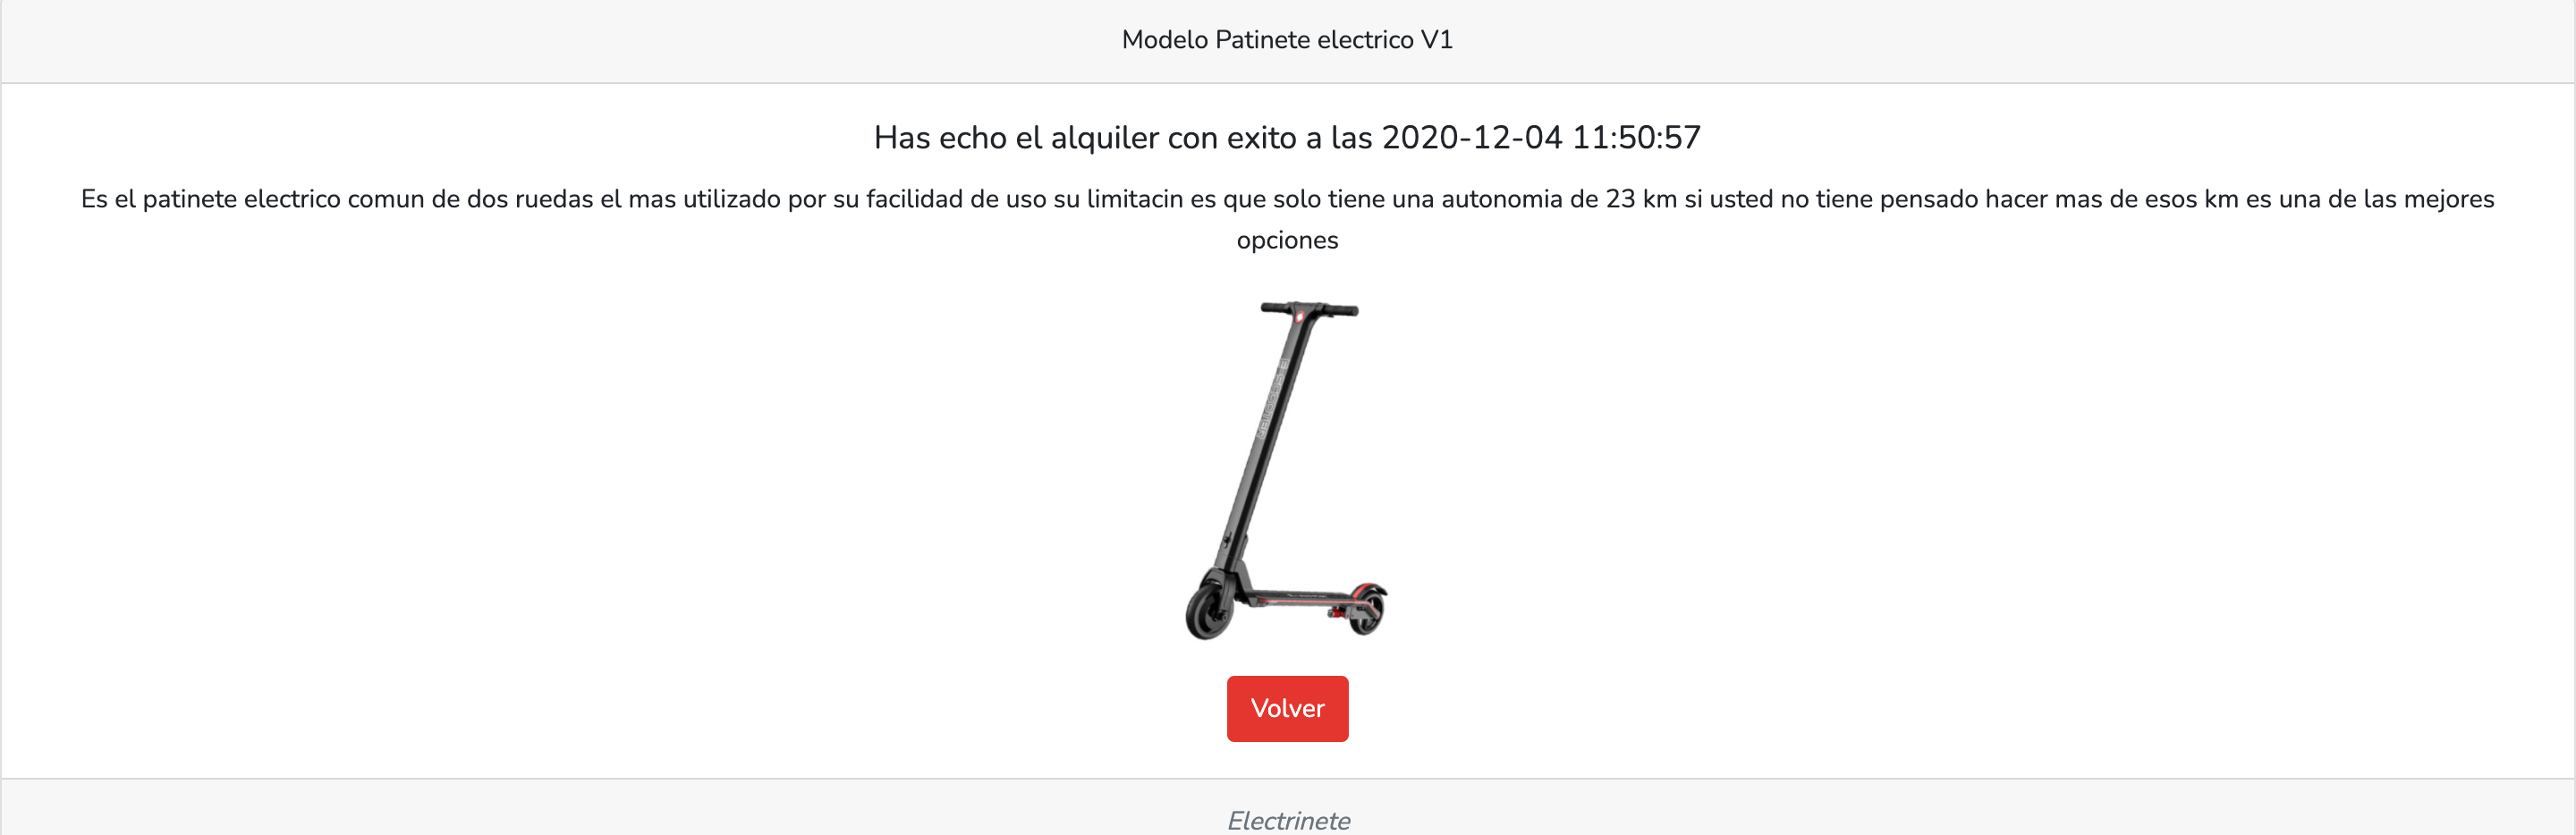 Modelo Patinete electrico V1
Has echo el alquiler con exito a las 2020-12-04 11:50:57
Es el patinete electrico comun de dos ruedas el mas utilizado por su facilidad de uso su limitacin es que solo tiene una autonomia de 23 km si usted no tiene pensado hacer mas de esos km es una de las mejores
opciones
Volver
Electrinete